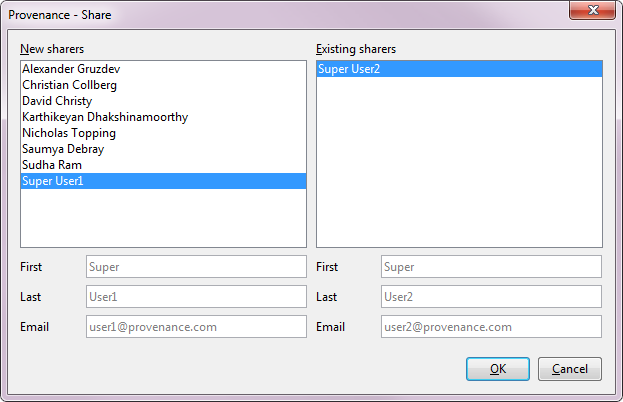 Provenance - Share
New sharers
Alexander Gruzdev
Christian Collberg
David Christy
Karthikeyan Dhakshinamoorthy
Nicholas Topping
Saumya Debray
Sudha Ram
Super User1
Existing sharers
Super User2
First Super
Last User1
Email user1@provenance.com
First Super
Last User2
Email user2@provenance.com
OK Cancel